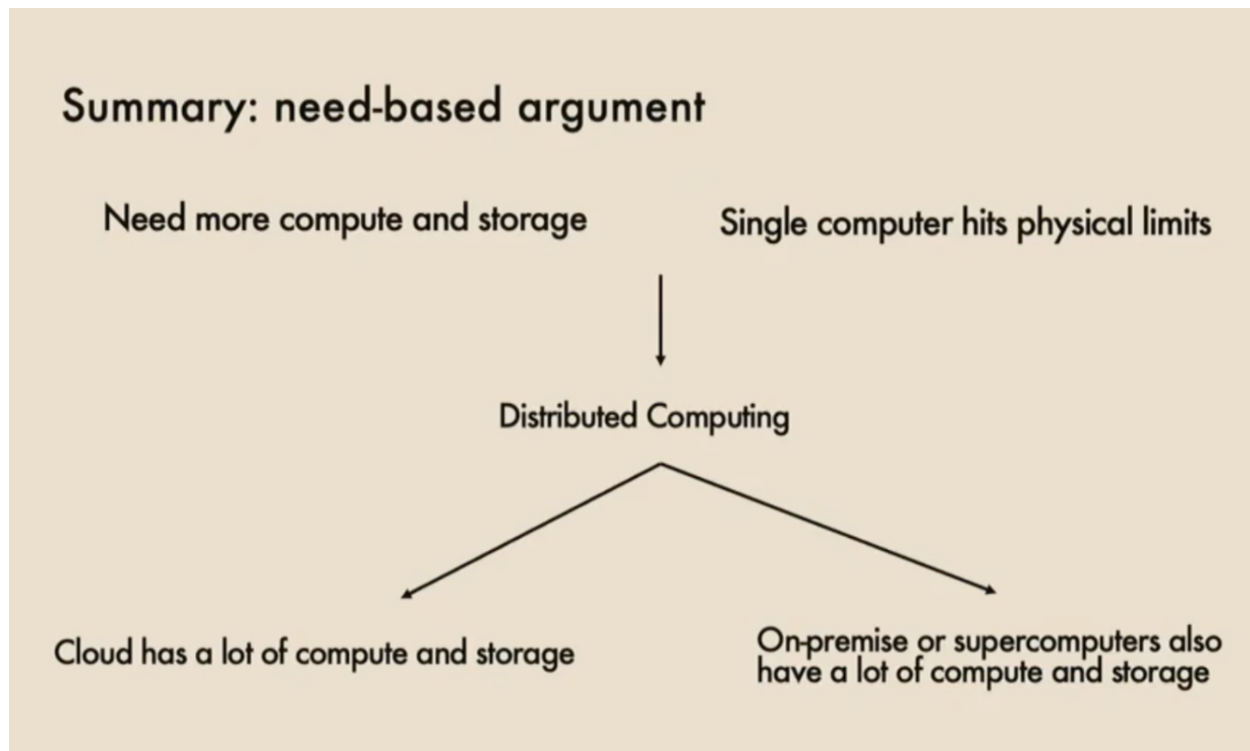 Summary: need-based argument
Need more compute and storage
Single computer hits physical limits
Distributed Computing
Cloud has a lot of compute and storage
On-premise or supercomputers also
have a lot of compute and storage